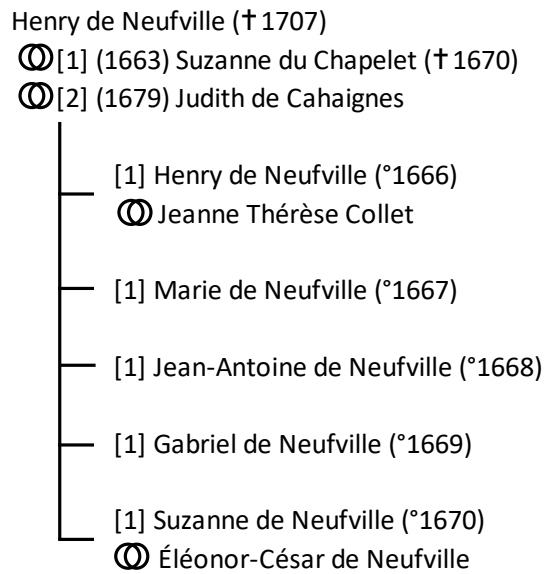 Henry de Neufville (✝1707)
⚭[1] (1663) Suzanne du Chapelet (✝1670)
⚭[2] (1679) Judith de Cahaignes
[1] Henry de Neufville (°1666)
⚭ Jeanne Thérèse Collet
[1] Marie de Neufville (°1667)
[1] Jean-Antoine de Neufville (°1668)
[1] Gabriel de Neufville (°1669)
[1] Suzanne de Neufville (°1670)
⚭ Éléonor-César de Neufville